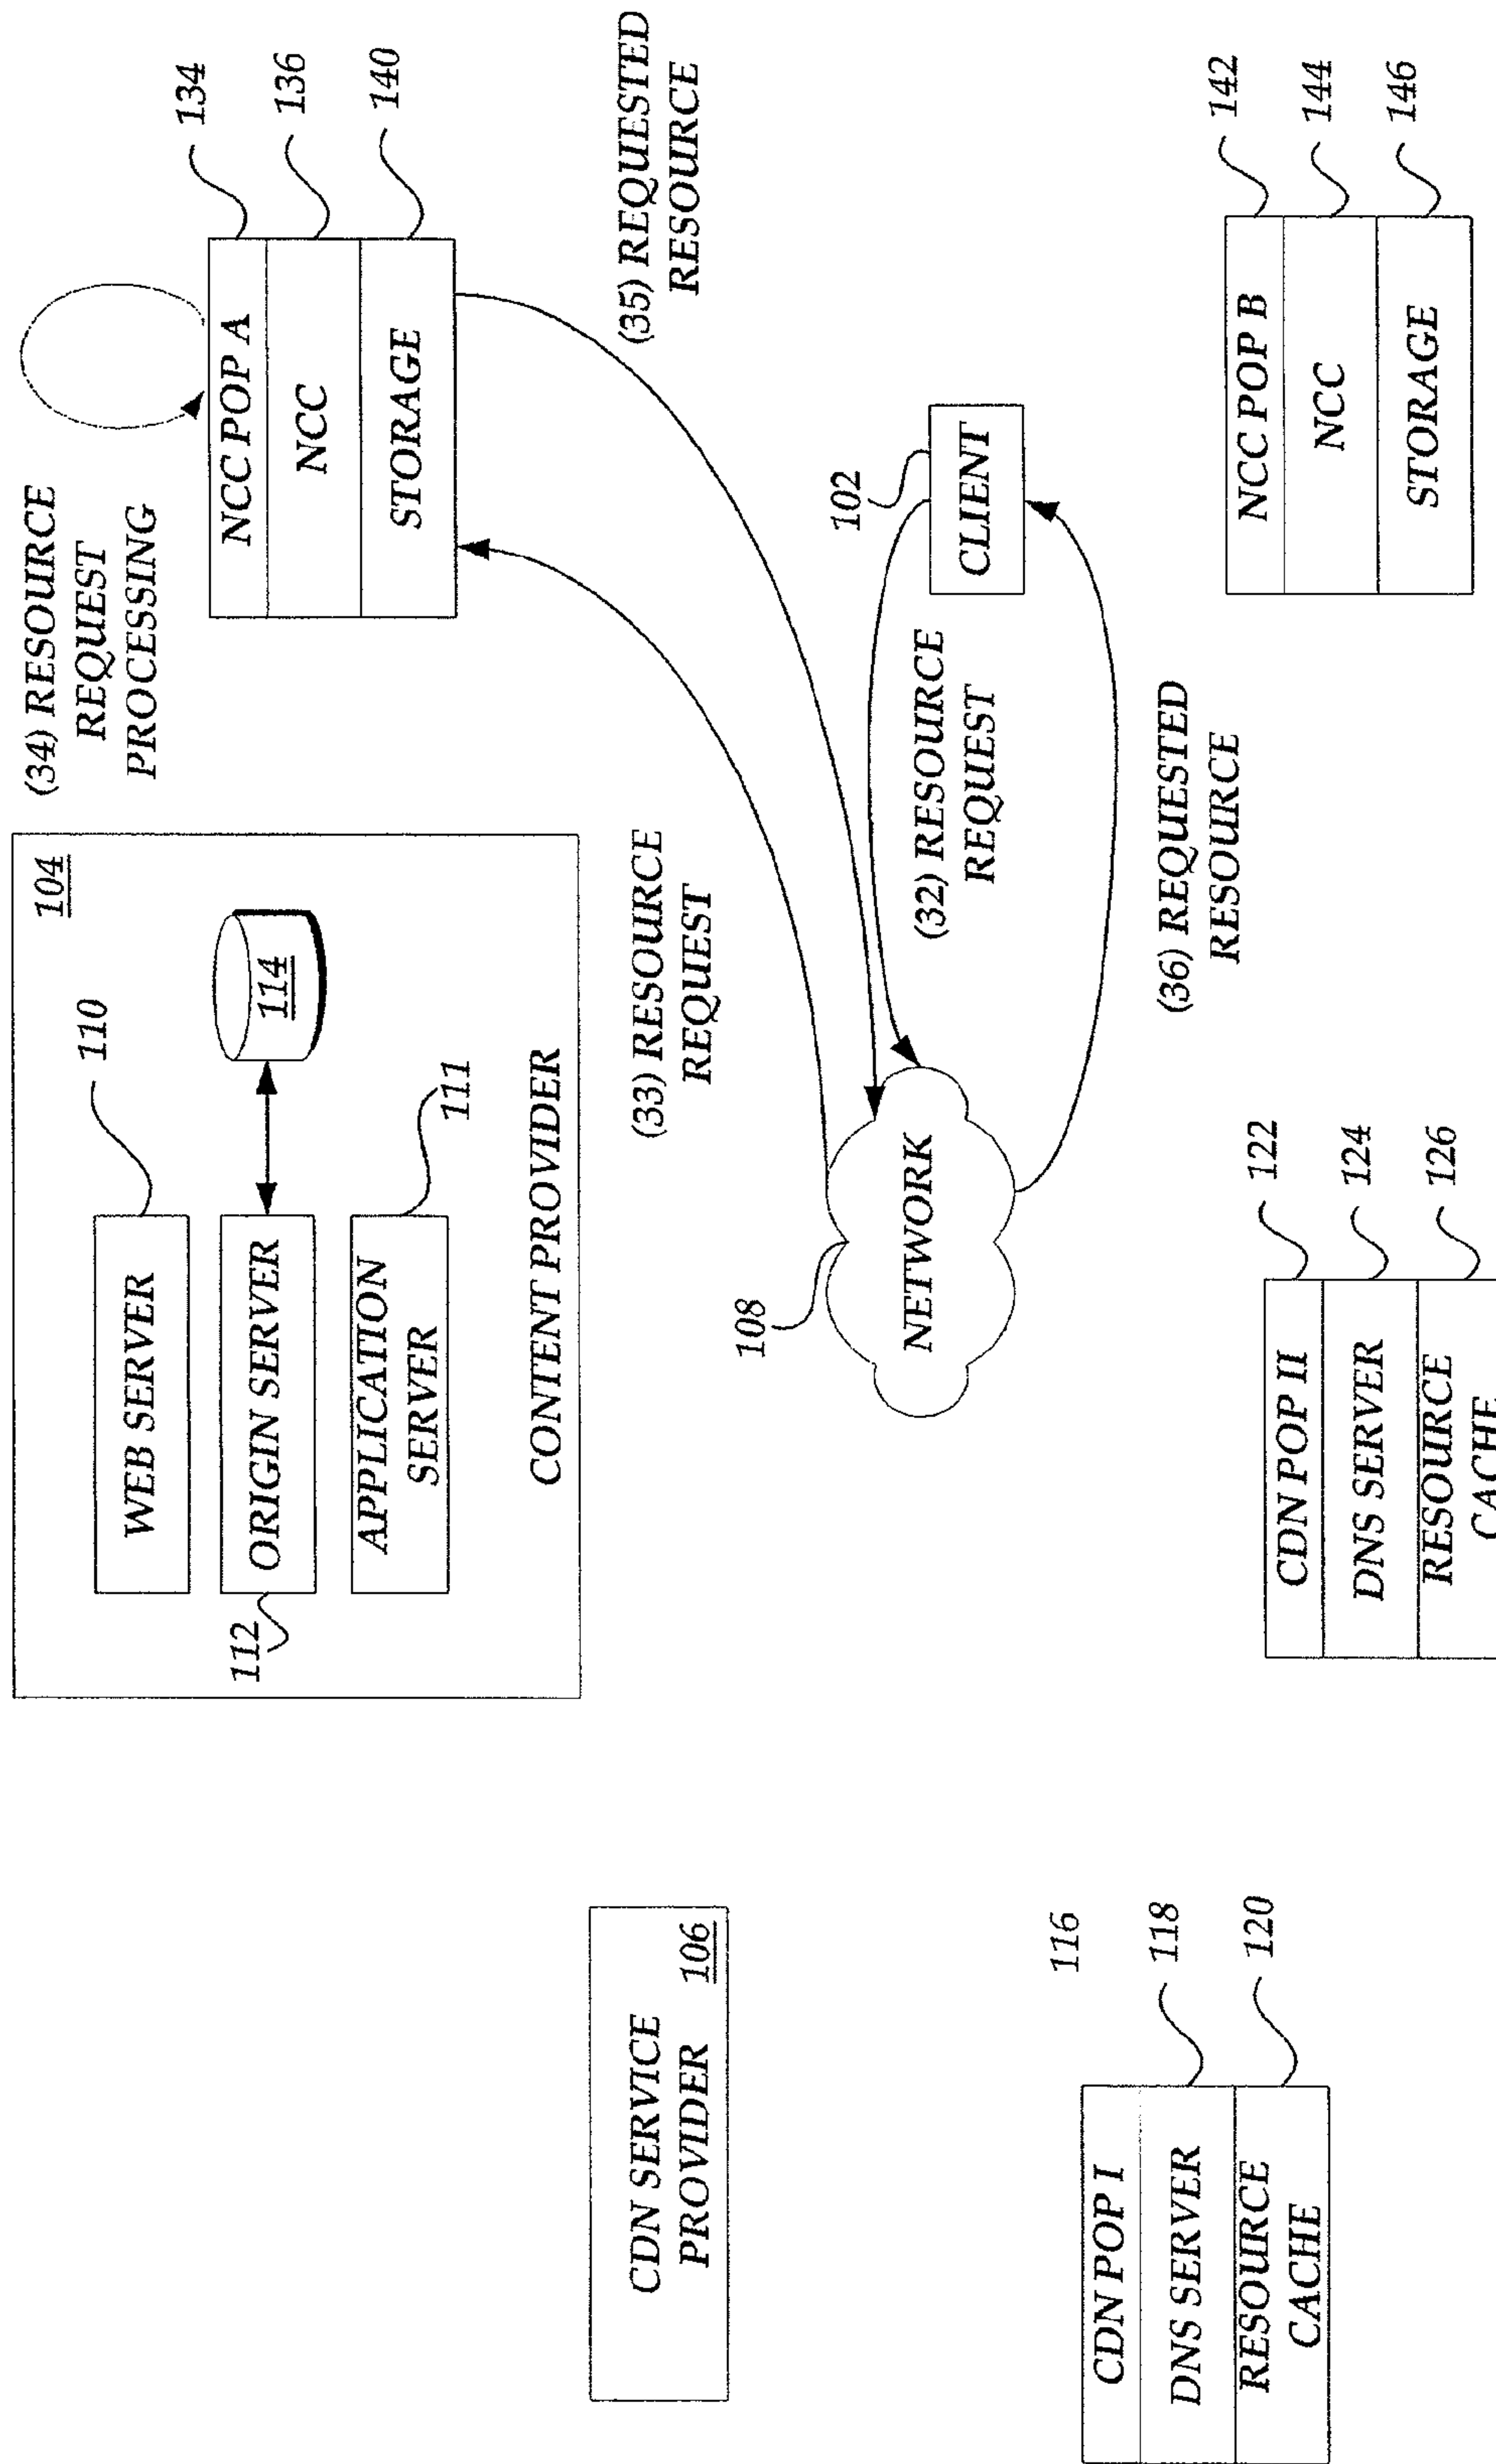 104
WEB SERVER
110
112
ORIGIN SERVER
114
APPLICATION
SERVER
111
CONTENT PROVIDER
(34) RESOURCE
REQUEST
PROCESSING
NCC POP A
134
NCC
136
STORAGE
140
CDN SERVICE
PROVIDER
106
(33) RESOURCE
REQUEST
(35) REQUESTED
RESOURCE
108
NETWORK
102
CLIENT
(32) RESOURCE
REQUEST
(36) REQUESTED
RESOURCE
CDN POP I
116
DNS SERVER
118
RESOURCE
CACHE
120
CDN POP II
122
DNS SERVER
124
RESOURCE
CACHE
126
NCC POP B
142
NCC
144
STORAGE
146